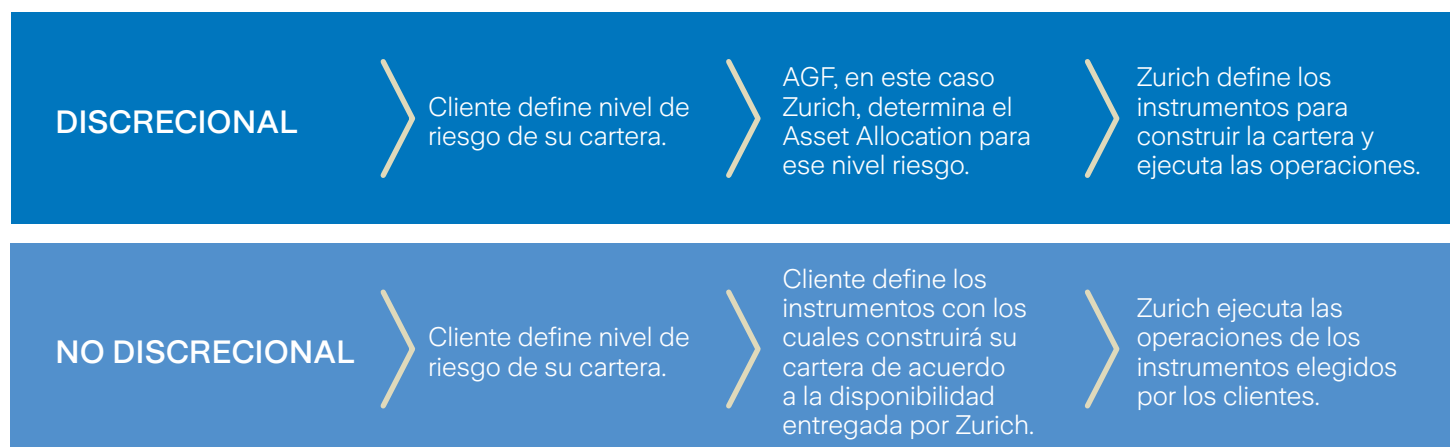 DISCRECIONAL
Cliente define nivel de
riesgo de su cartera.
AGF, en este caso
Zurich, determina el
Asset Allocation para
ese nivel riesgo.
Zurich define los
instrumentos para
construir la cartera y
ejecuta las operaciones.
NO DISCRECIONAL
Cliente define nivel de
riesgo de su cartera.
Cliente define los
instrumentos con los
cuales construirá su
cartera de acuerdo
a la disponibilidad
entregada por Zurich.
Zurich ejecuta las
operaciones de los
instrumentos elegidos
por los clientes.